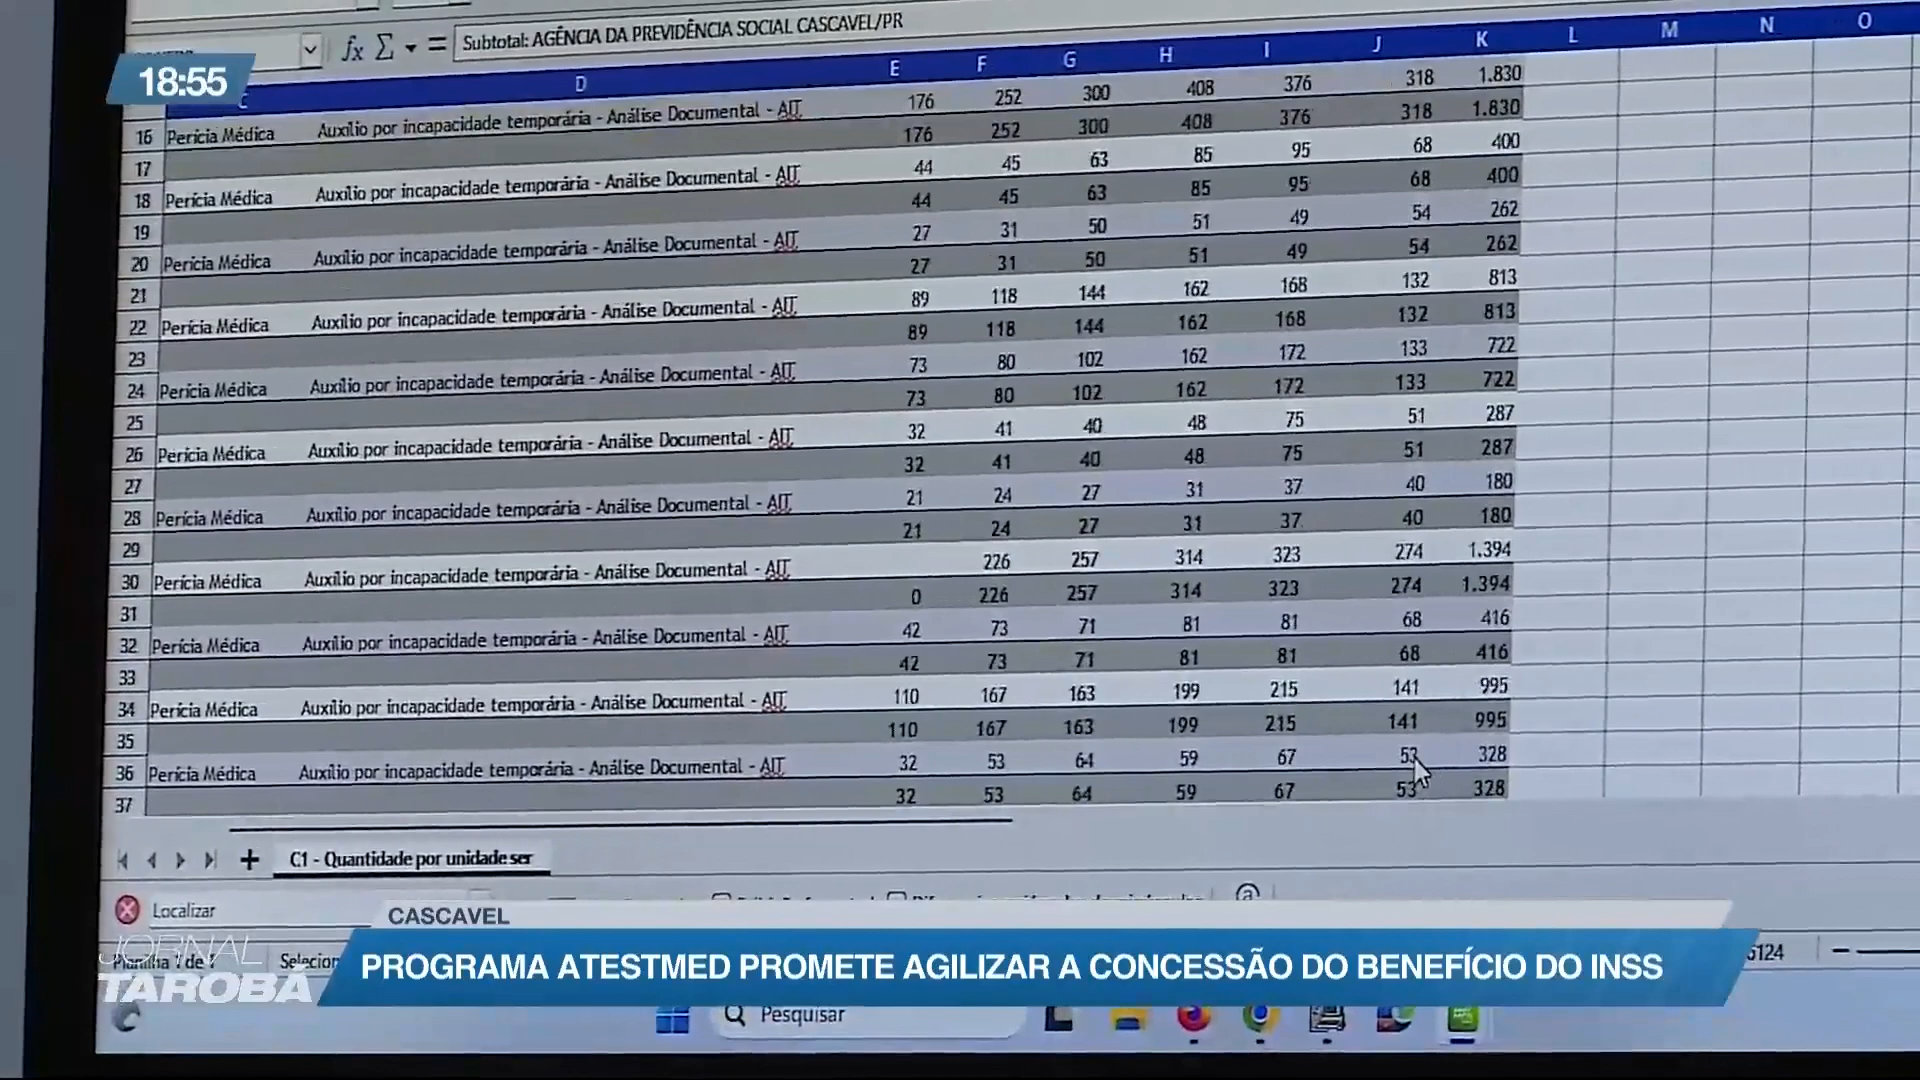 Subtotal: AGÊNCIA DA PREVIDÊNCIA SOCIAL CASCAVEL/PR
18:55
D E F G H I J K L M N O
176 252 300 408 376 318 1.830
16 Perícia Médica Auxílio por incapacidade temporária - Análise Documental - AIT 176 252 300 408 376 318 1.830
17 44 45 63 85 95 68 400
18 Perícia Médica Auxílio por incapacidade temporária - Análise Documental - AIT 44 45 63 85 95 68 400
19 27 31 50 51 49 54 262
20 Perícia Médica Auxílio por incapacidade temporária - Análise Documental - AIT 27 31 50 51 49 54 262
21 89 118 144 162 168 132 813
22 Perícia Médica Auxílio por incapacidade temporária - Análise Documental - AIT 89 118 144 162 168 132 813
23 73 80 102 162 172 133 722
24 Perícia Médica Auxílio por incapacidade temporária - Análise Documental - AIT 73 80 102 162 172 133 722
25 32 41 40 48 75 51 287
26 Perícia Médica Auxílio por incapacidade temporária - Análise Documental - AIT 32 41 40 48 75 51 287
27 21 24 27 31 37 40 180
28 Perícia Médica Auxílio por incapacidade temporária - Análise Documental - AIT 21 24 27 31 37 40 180
29 226 257 314 323 274 1.394
30 Perícia Médica Auxílio por incapacidade temporária - Análise Documental - AIT 0 226 257 314 323 274 1.394
31 42 73 71 81 81 68 416
32 Perícia Médica Auxílio por incapacidade temporária - Análise Documental - AIT 42 73 71 81 81 68 416
33 110 167 163 199 215 141 995
34 Perícia Médica Auxílio por incapacidade temporária - Análise Documental - AIT 110 167 163 199 215 141 995
35 32 53 64 59 67 53 328
36 Perícia Médica Auxílio por incapacidade temporária - Análise Documental - AIT 32 53 64 59 67 53 328
37
C1 - Quantidade por unidade ser
Localizar
CASCAVEL
JORNAL
TAROBÁ
Planilha 1 de
Selecion
PROGRAMA ATESTMED PROMETE AGILIZAR A CONCESSÃO DO BENEFÍCIO DO INSS
Pesquisar